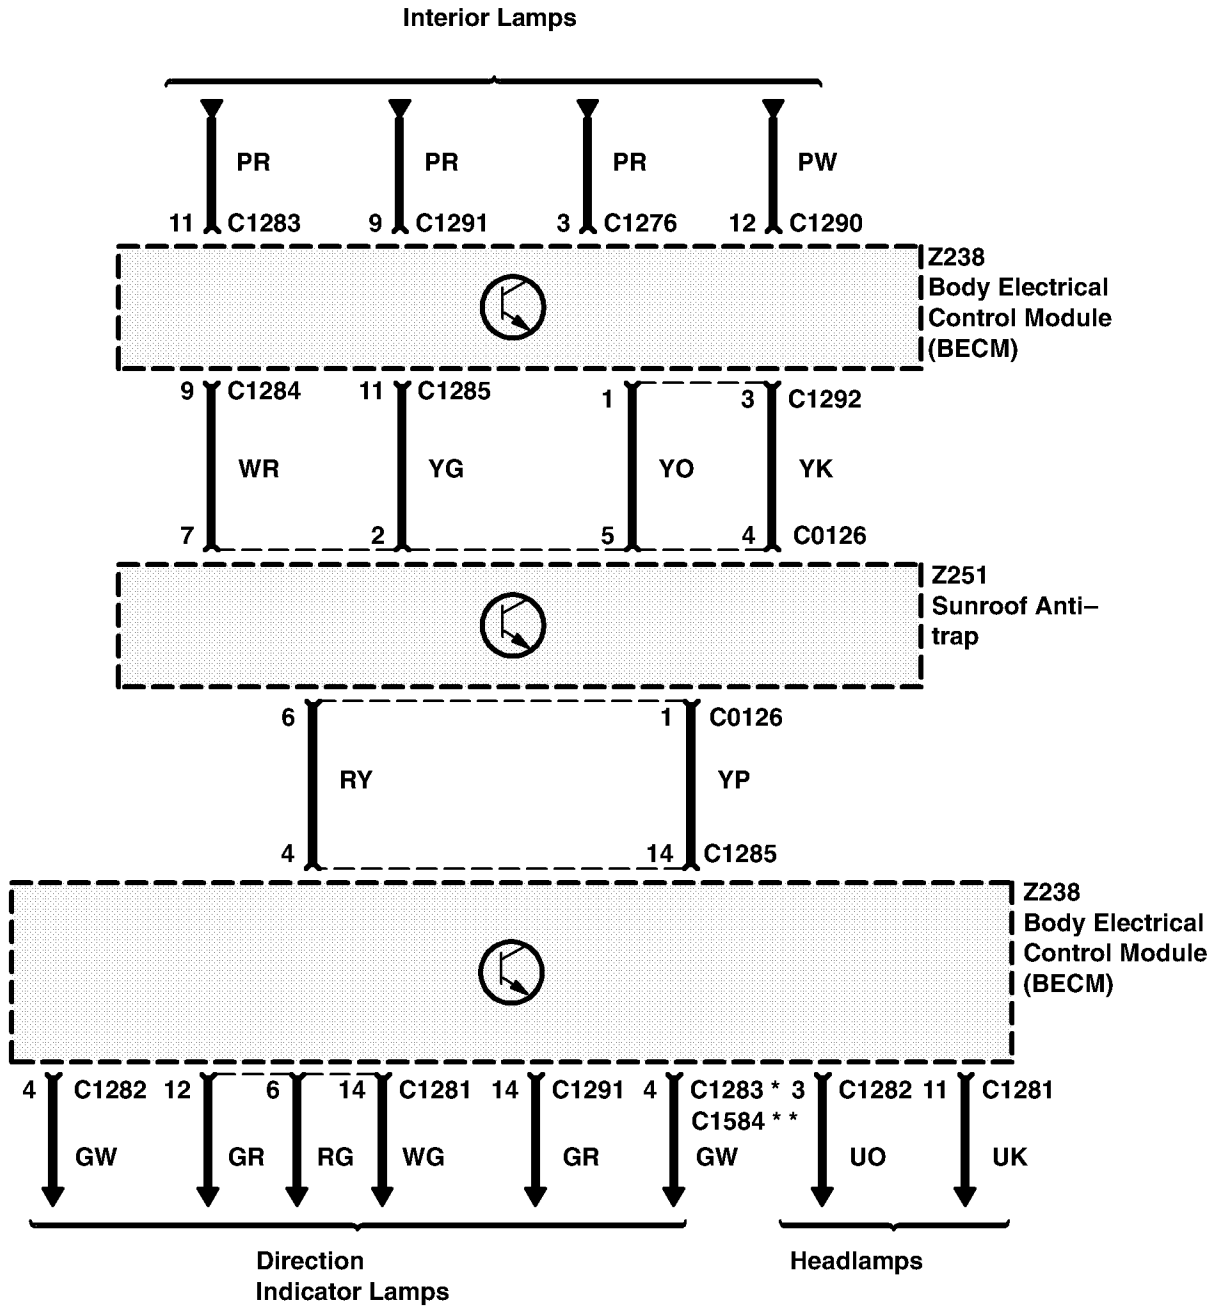 Interior Lamps
PR PR PR PW
11 C1283 9 C1291 3 C1276 12 C1290
Z238
Body Electrical
Control Module
(BECM)
9 C1284 11 C1285 1 3 C1292
WR YG YO YK
7 2 5 4 C0126
Z251
Sunroof Anti–
trap
6 1 C0126
RY YP
4 14 C1285
Z238
Body Electrical
Control Module
(BECM)
4 C1282 12 6 14 C1281 14 C1291 4 C1283 * 3 C1282 11 C1281
C1584 * *
GW GR RG WG GR GW UO UK
Direction
Indicator Lamps
Headlamps